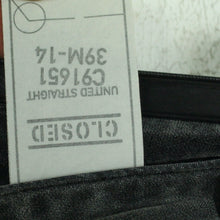 CLOSED
UNITED STRAIGHT
C91651
39M-14